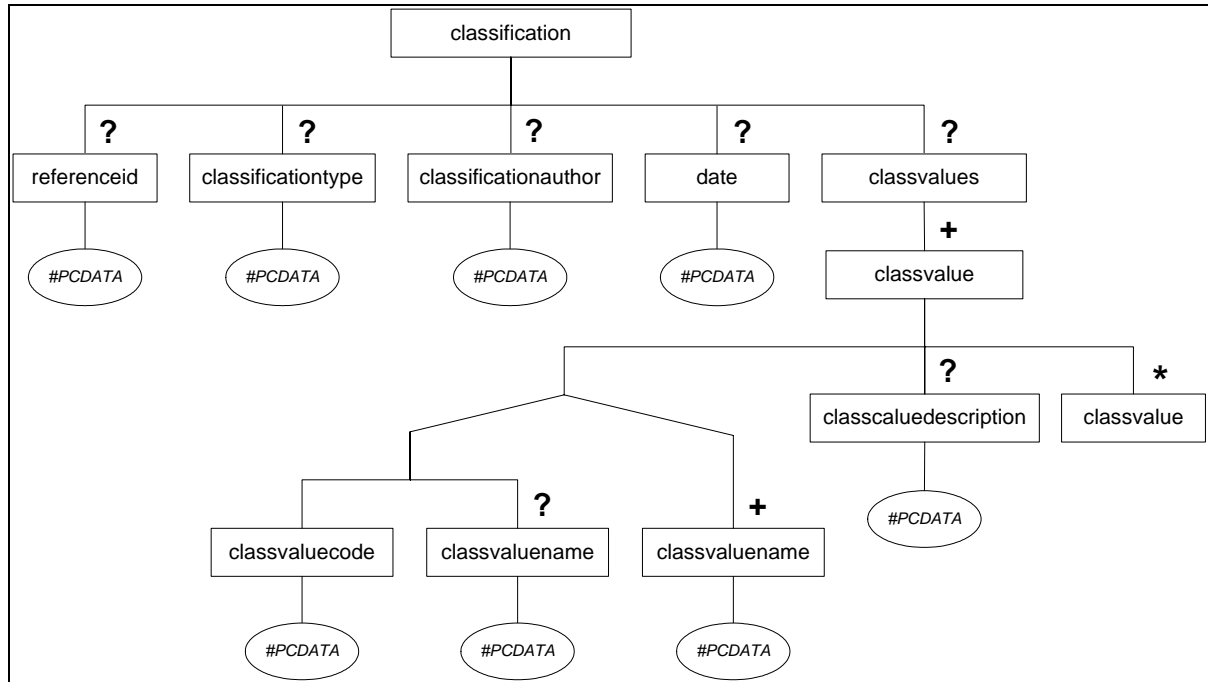 classification
? ? ? ? ?
referenceid classificationtype classificationauthor date classvalues
#PCDATA #PCDATA #PCDATA #PCDATA
+
classvalue
? *
classcaluedescription classvalue
#PCDATA
? +
classvaluecode classvaluename classvaluename
#PCDATA #PCDATA #PCDATA